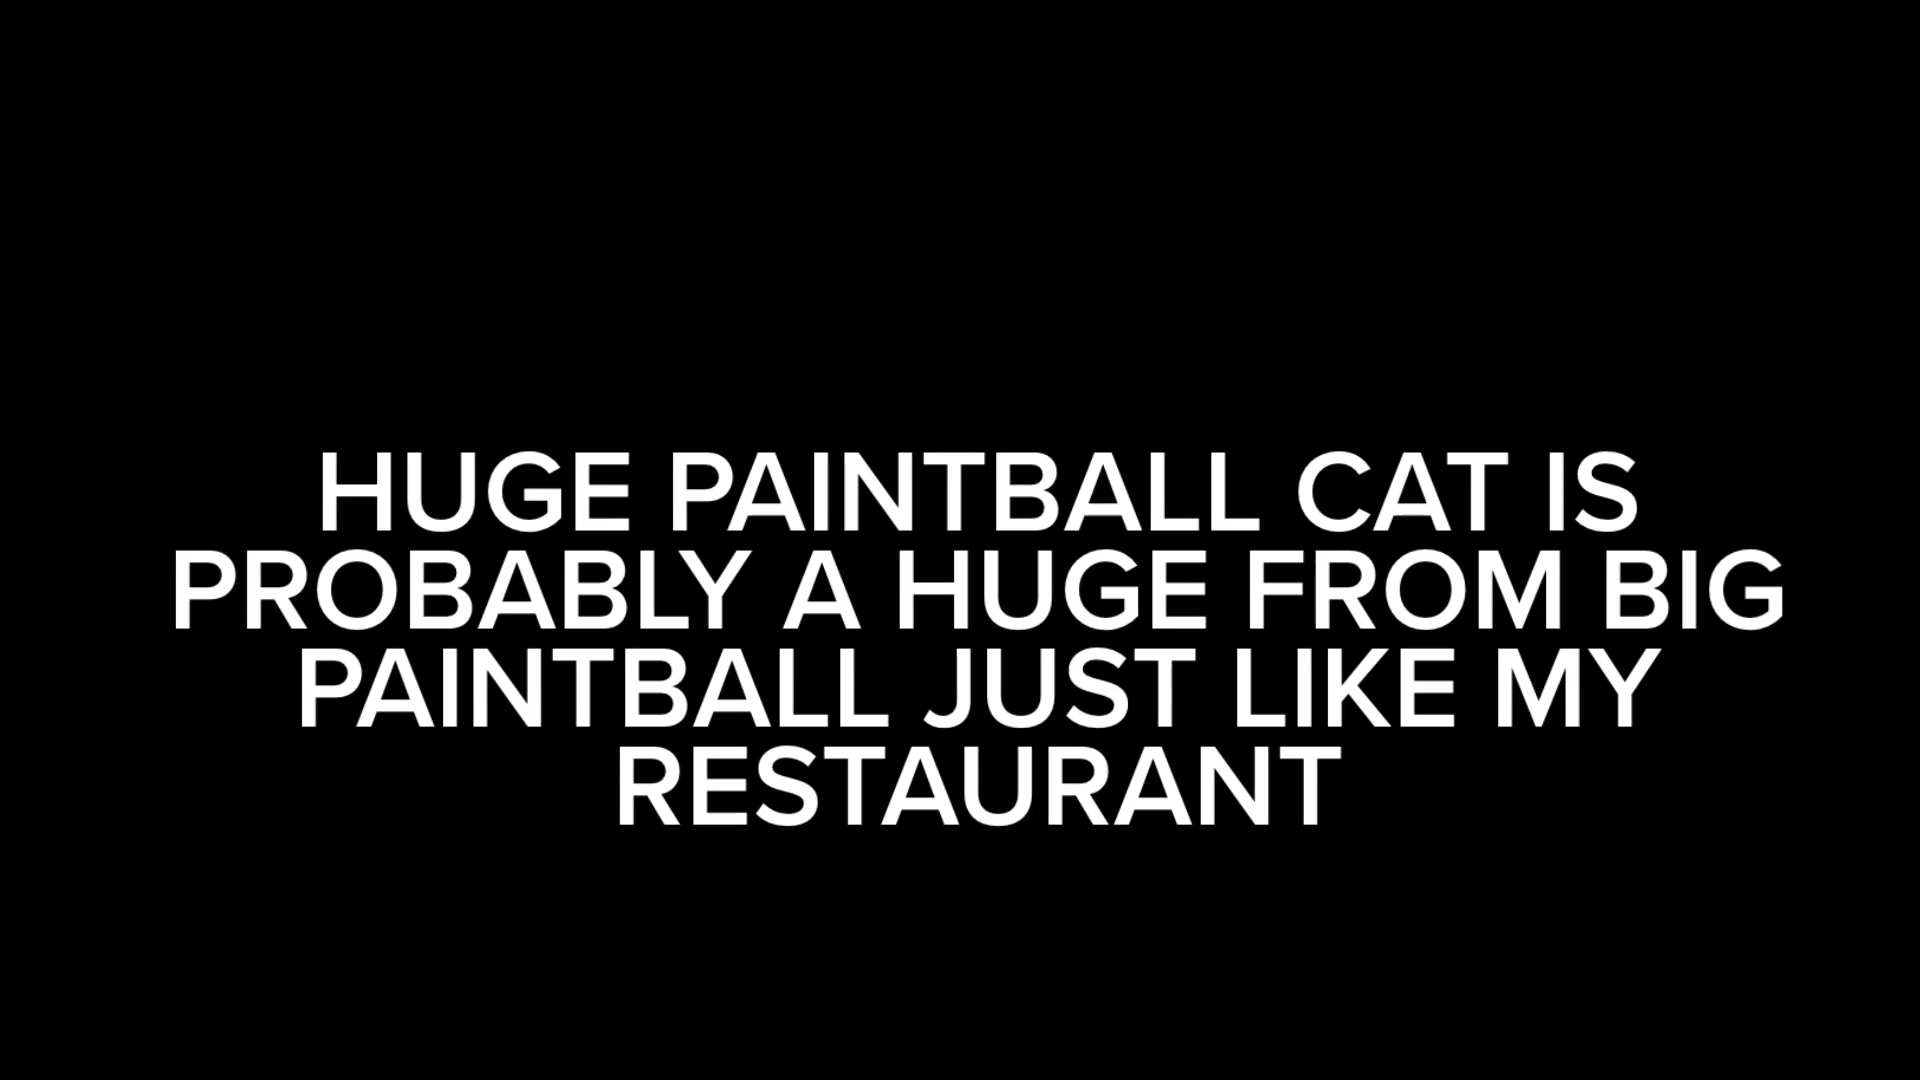 HUGE PAINTBALL CAT IS
PROBABLY A HUGE FROM BIG
PAINTBALL JUST LIKE MY
RESTAURANT